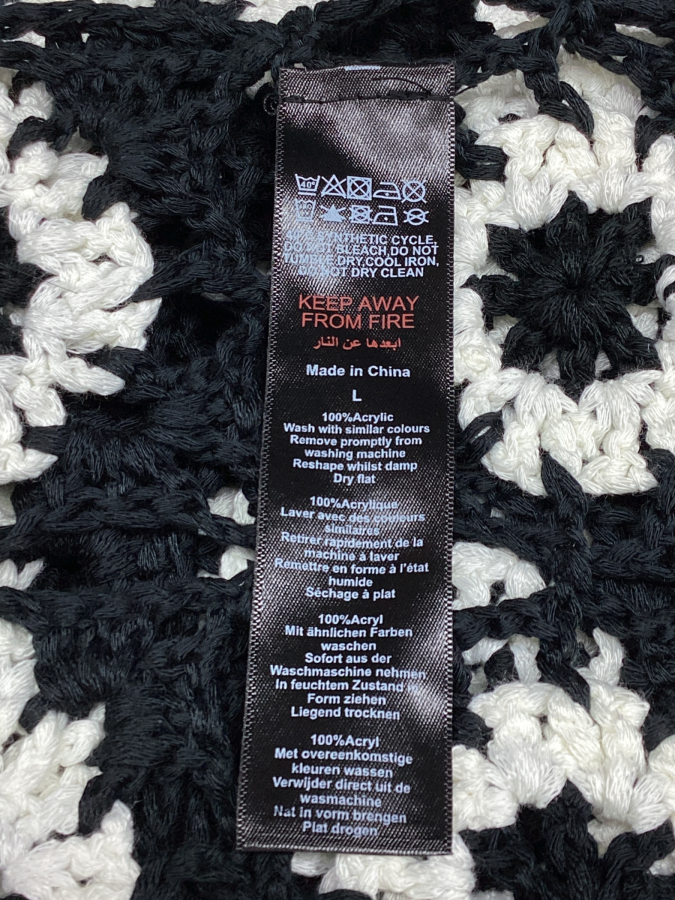 40°
SYNTHETIC CYCLE,
DO NOT BLEACH,DO NOT
TUMBLE DRY,COOL IRON,
DO NOT DRY CLEAN
KEEP AWAY
FROM FIRE
ابعدها عن النار
Made in China
L
100%Acrylic
Wash with similar colours
Remove promptly from
washing machine
Reshape whilst damp
Dry flat
100%Acrylique
Laver avec des couleurs
similaires
Retirer rapidement de la
machine à laver
Remettre en forme à l'état
humide
Séchage à plat
100%Acryl
Mit ähnlichen Farben
waschen
Sofort aus der
Waschmaschine nehmen
In feuchtem Zustand in
Form ziehen
Liegend trocknen
100%Acryl
Met overeenkomstige
kleuren wassen
Verwijder direct uit de
wasmachine
Nat in vorm brengen
Plat drogen